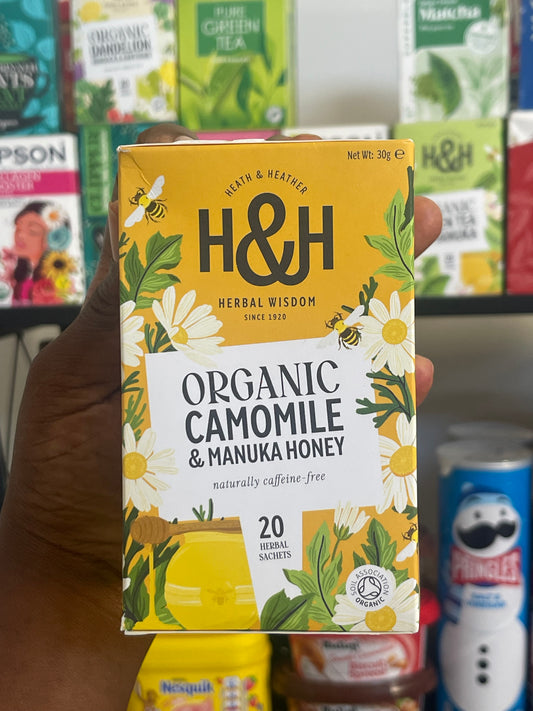 ORGANIC
DANDELION
PURE
GREEN
TEA
Matcha
PSON
H&H
Net Wt: 30g ℮
HEATH & HEATHER
H&H
HERBAL WISDOM
SINCE 1920
ORGANIC
CAMOMILE
& MANUKA HONEY
naturally caffeine-free
20
HERBAL
SACHETS
SOIL ASSOCIATION
ORGANIC
PRINGLES
Nesquik